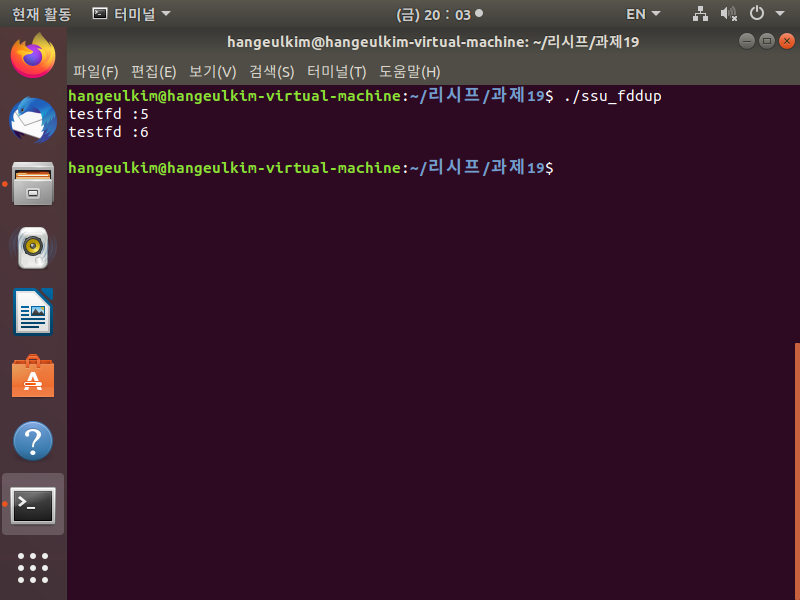 현재 활동 터미널 (금) 20 : 03 EN
hangeulkim@hangeulkim-virtual-machine: ~/리시프/과제19
파일(F) 편집(E) 보기(V) 검색(S) 터미널(T) 도움말(H)
hangeulkim@hangeulkim-virtual-machine:~/리시프/과제19$ ./ssu_fddup
testfd :5
testfd :6
hangeulkim@hangeulkim-virtual-machine:~/리시프/과제19$